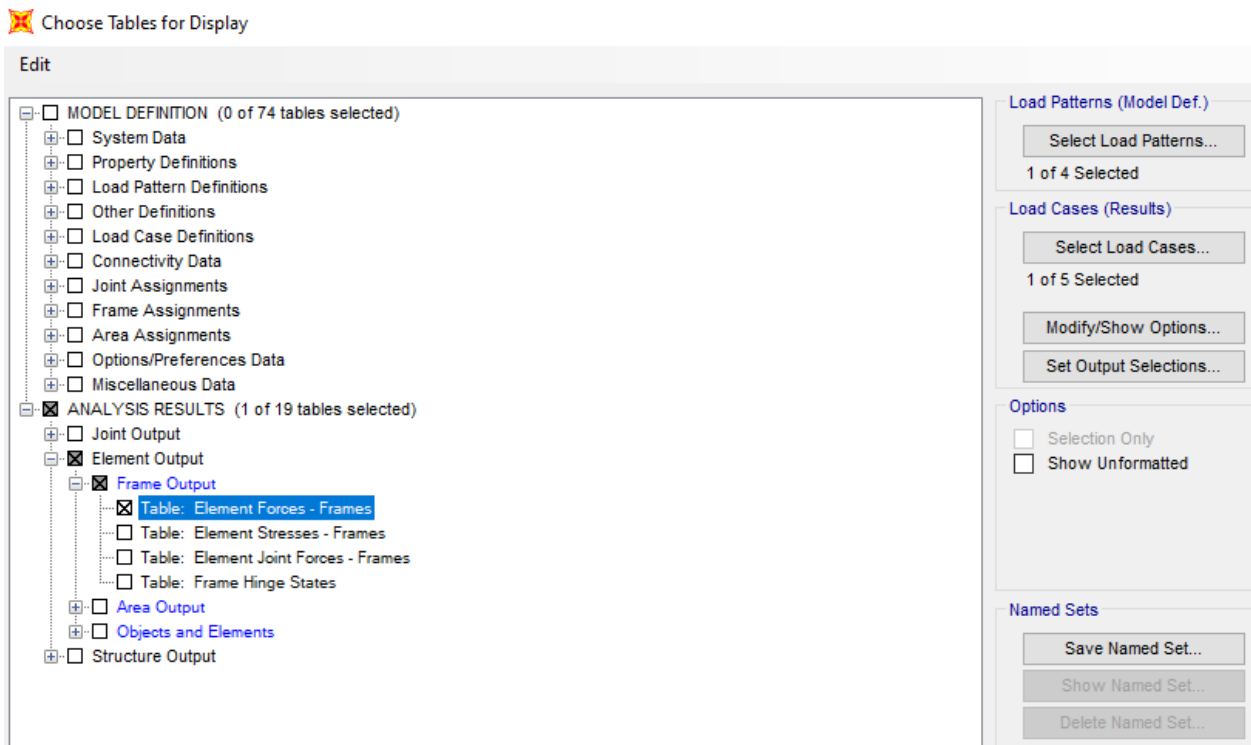 Choose Tables for Display
Edit
MODEL DEFINITION (0 of 74 tables selected)
System Data
Property Definitions
Load Pattern Definitions
Other Definitions
Load Case Definitions
Connectivity Data
Joint Assignments
Frame Assignments
Area Assignments
Options/Preferences Data
Miscellaneous Data
ANALYSIS RESULTS (1 of 19 tables selected)
Joint Output
Element Output
Frame Output
Table: Element Forces - Frames
Table: Element Stresses - Frames
Table: Element Joint Forces - Frames
Table: Frame Hinge States
Area Output
Objects and Elements
Structure Output
Load Patterns (Model Def.)
Select Load Patterns...
1 of 4 Selected
Load Cases (Results)
Select Load Cases...
1 of 5 Selected
Modify/Show Options...
Set Output Selections...
Options
Selection Only
Show Unformatted
Named Sets
Save Named Set...
Show Named Set...
Delete Named Set...